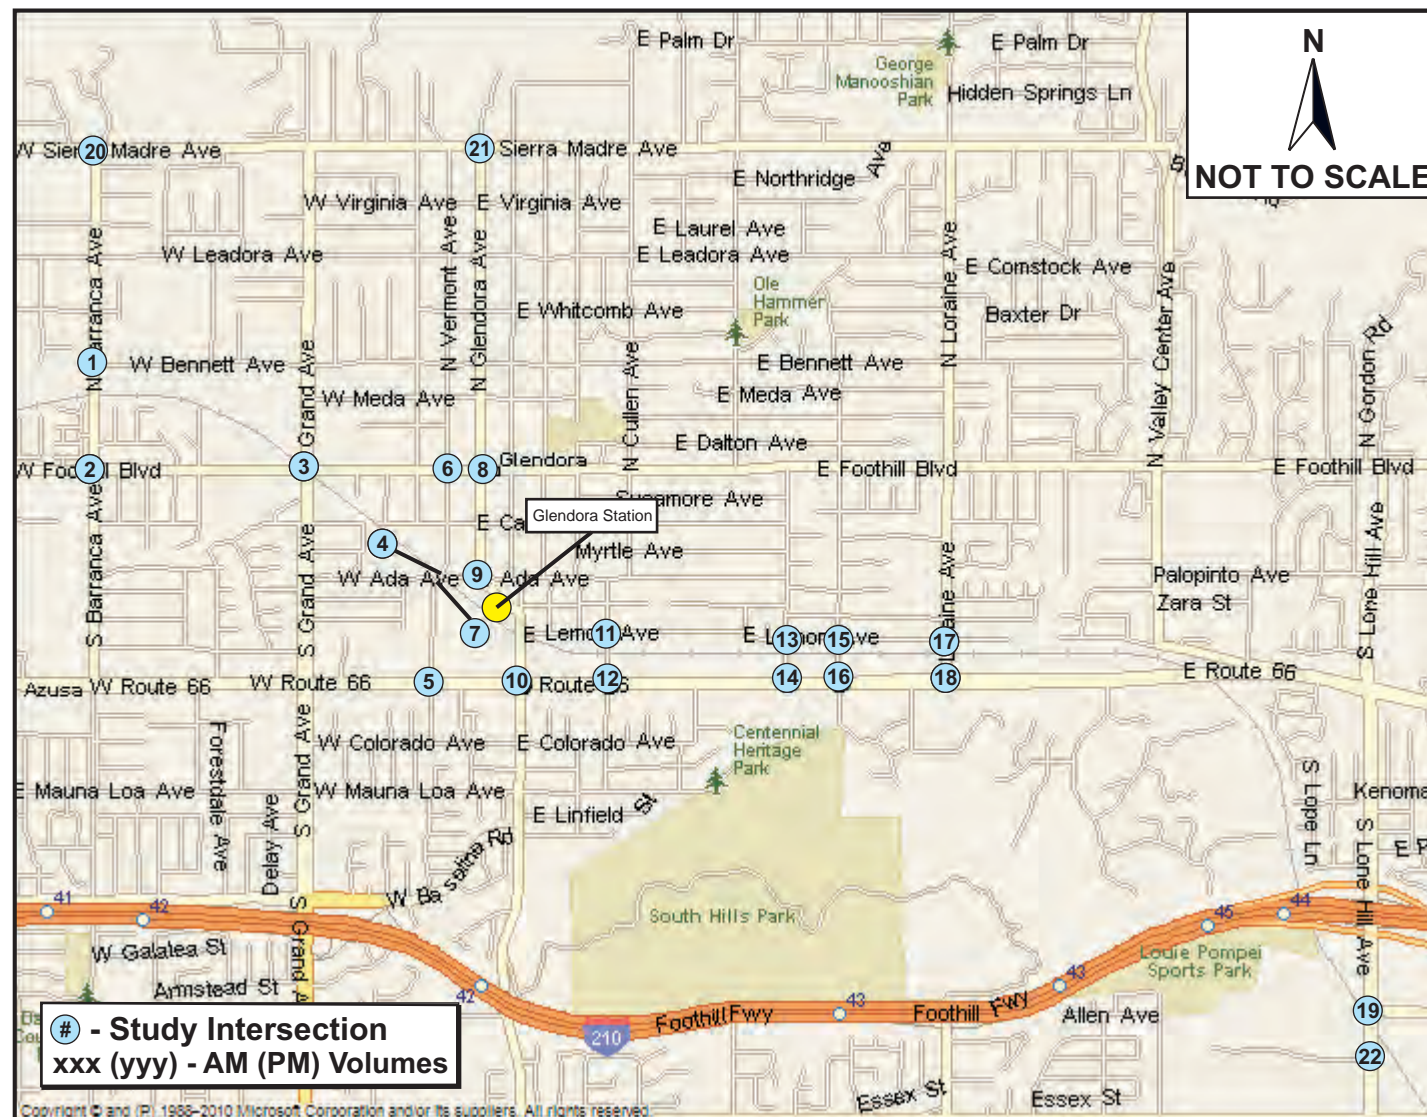 E Palm Dr
E Palm Dr
N
George
Manooshian
Park
Hidden Springs Ln
NOT TO SCALE
20
Madre Ave
21
Sierra Madre Ave
E Northridge Ave
W Virginia Ave
E Virginia Ave
E Laurel Ave
W Leadora Ave
E Leadora Ave
E Comstock Ave
N Vermont Ave
N Glendora Ave
N Loraine Ave
N Valley Center Ave
Ole
Hammer
Park
E Whitcomb Ave
Baxter Dr
1
W Bennett Ave
E Bennett Ave
N Gordon Rd
W Meda Ave
E Meda Ave
Grand Ave
N Cullen Ave
E Dalton Ave
2
Blvd
3
6
8
Glendora
E Foothill Blvd
E Foothill Blvd
S Barranca Ave
Glendora Station
4
Myrtle Ave
S Grand Ave
W Ada Ave
9
Ada Ave
Palopinto Ave
Zara St
S Lone Hill Ave
7
11
Ave
13
15
17
Azusa
W Route 66
W Route 66
5
10
12
14
16
18
E Route 66
Forestdale Ave
S Grand Ave
W Colorado Ave
E Colorado Ave
Centennial
Heritage
Park
E Mauna Loa Ave
W Mauna Loa Ave
E Linfield St
Delay Ave
S Lope Ln
Kenoma
S Lone Hill Ave
41
42
South Hills Park
45
44
W Galatea St
Armstead St
42
43
43
Louie Pompei
Sports Park
Foothill Fwy
Foothill Fwy
Allen Ave
210
19
22
# - Study Intersection
xxx (yyy) - AM (PM) Volumes
Essex St
Essex St
Copyright © and (P) 1988-2010 Microsoft Corporation and/or its suppliers. All rights reserved.